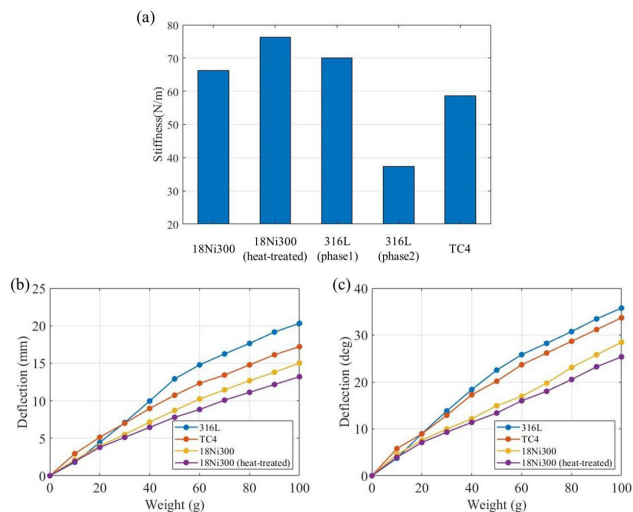 (a)
80
70
60
50
40
30
20
Stiffness(N/m)
18Ni300
18Ni300
(heat-treated)
316L
(phase1)
316L
(phase2)
TC4
(b)
25
20
15
10
5
0
Deflection (mm)
0 20 40 60 80 100
Weight (g)
316L
TC4
18Ni300
18Ni300 (heat-treated)
(c)
40
30
20
10
0
Deflection (deg)
0 20 40 60 80 100
Weight (g)
316L
TC4
18Ni300
18Ni300 (heat-treated)